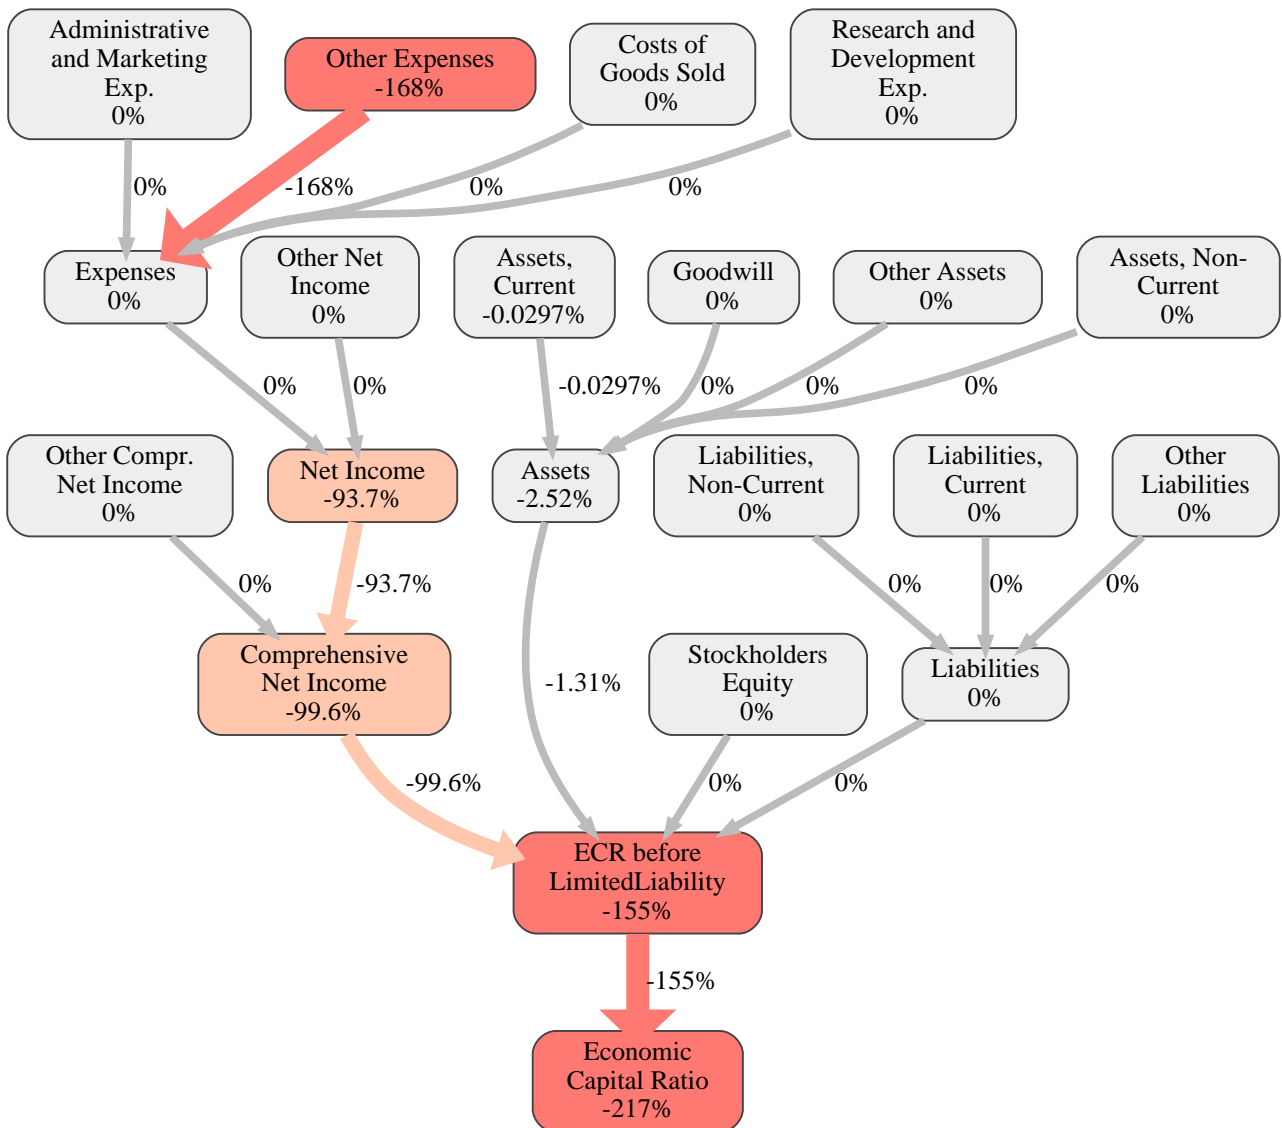 Administrative
and Marketing
Exp.
0%
Other Expenses
-168%
Costs of
Goods Sold
0%
Research and
Development
Exp.
0%
0%
-168%
0%
0%
Expenses
0%
Other Net
Income
0%
Assets,
Current
-0.0297%
Goodwill
0%
Other Assets
0%
Assets, Non-
Current
0%
0%
0%
-0.0297%
0%
0%
0%
Other Compr.
Net Income
0%
Net Income
-93.7%
Assets
-2.52%
Liabilities,
Non-Current
0%
Liabilities,
Current
0%
Other
Liabilities
0%
0%
-93.7%
0%
0%
0%
Comprehensive
Net Income
-99.6%
-1.31%
Stockholders
Equity
0%
Liabilities
0%
-99.6%
0%
0%
ECR before
LimitedLiability
-155%
-155%
Economic
Capital Ratio
-217%